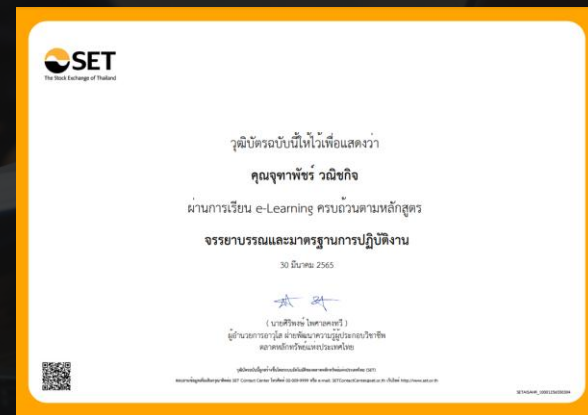 SET
The Stock Exchange of Thailand
วุฒิบัตรฉบับนี้ให้ไว้เพื่อแสดงว่า
คุณจุฑาพัชร์ วณิชกิจ
ผ่านการเรียน e-Learning ครบถ้วนตามหลักสูตร
จรรยาบรรณและมาตรฐานการปฏิบัติงาน
30 มีนาคม 2565
( นายศิริพงษ์ ไพศาลคงทวี )
ผู้อำนวยการอาวุโส ฝ่ายพัฒนาความรู้ผู้ประกอบวิชาชีพ
ตลาดหลักทรัพย์แห่งประเทศไทย